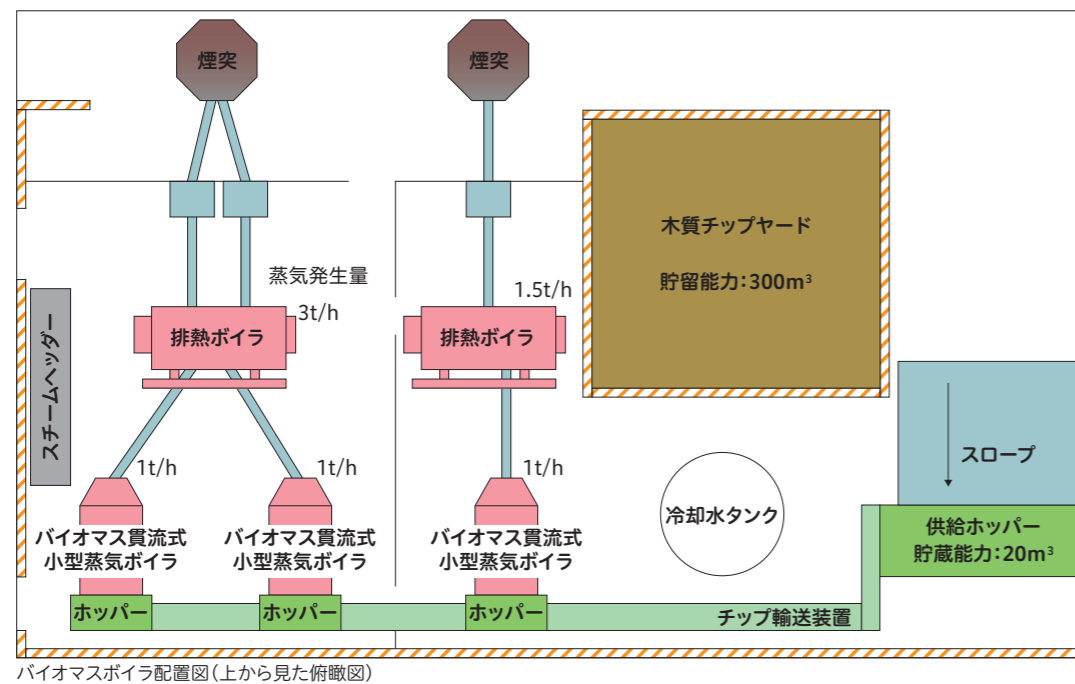 煙突
煙突
木質チップヤード
貯留能力:300m³
蒸気発生量
3t/h
1.5t/h
排熱ボイラ
排熱ボイラ
スチームヘッダー
スロープ
1t/h
1t/h
1t/h
冷却水タンク
供給ホッパー
貯蔵能力:20m³
バイオマス貫流式
小型蒸気ボイラ
バイオマス貫流式
小型蒸気ボイラ
バイオマス貫流式
小型蒸気ボイラ
ホッパー
ホッパー
ホッパー
チップ輸送装置
バイオマスボイラ配置図(上から見た俯瞰図)